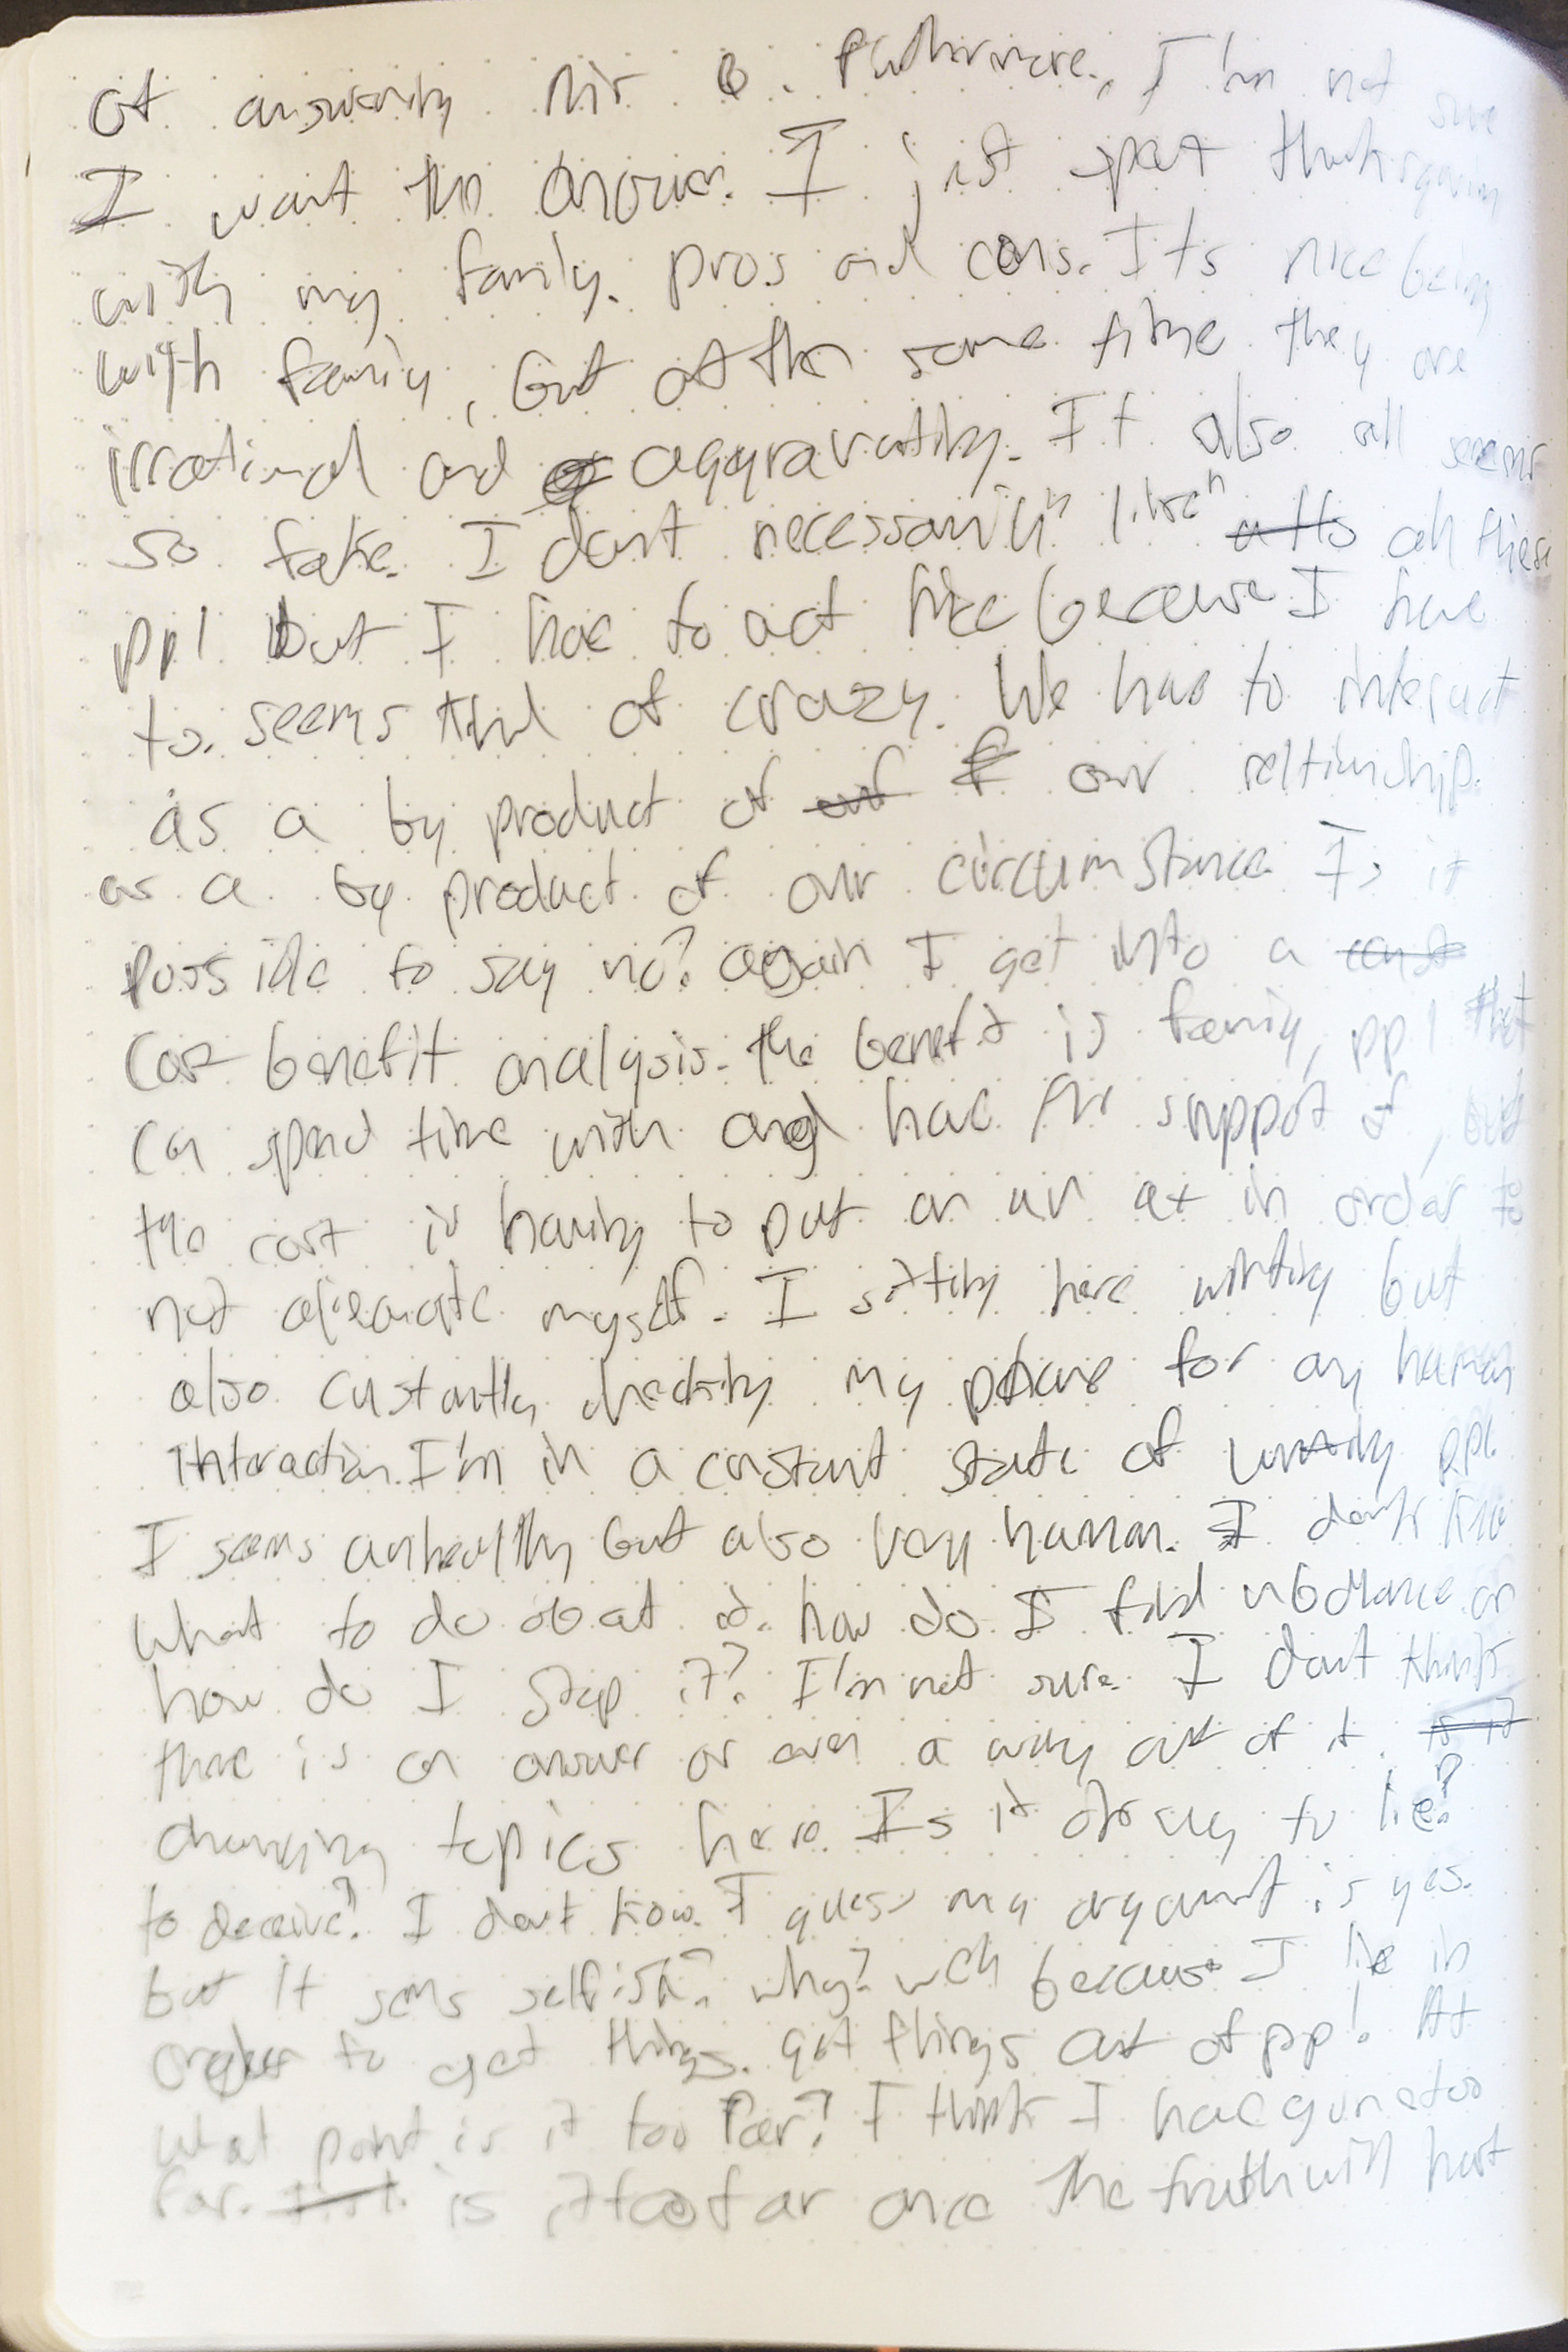 of answering this Q. Furthermore, I'm not sure
I want the answer. I just spent thanksgiving
with my family. pros and cons. Its nice being
with family, but at the same time they are
irrational and aggravating. It also all seems
so fake. I dont necessarily "like" all these
ppl but I have to act like because I have
to. seems kind of crazy. We have to interact
as a by product of our reltionship.
as a by product of our circumstance. Is it
possible to say no? again I get into a
cost benefit analysis. the benefit is family, ppl that
can spend time with and have the support of, but
the cost is having to put on an act in order to
not alienate myself. I sitting here writing but
also constantly checking my phone for any human
interaction. I'm in a constant state of wanting ppl.
I seems unhealthy but also very human. I don't know
what to do about it. how do I find a balance or
how do I stop it? I'm not sure. I dont think
there is an answer or even a way out of it.
changing topics here. Is it okay to lie?
to deceive? I dont know. I guess my argument is yes.
but it sems selfish? why? well because I lie in
order to get things. get things out of ppl. At
what point is it too far? I think I have gone too
far. is it too far once the truth will hurt